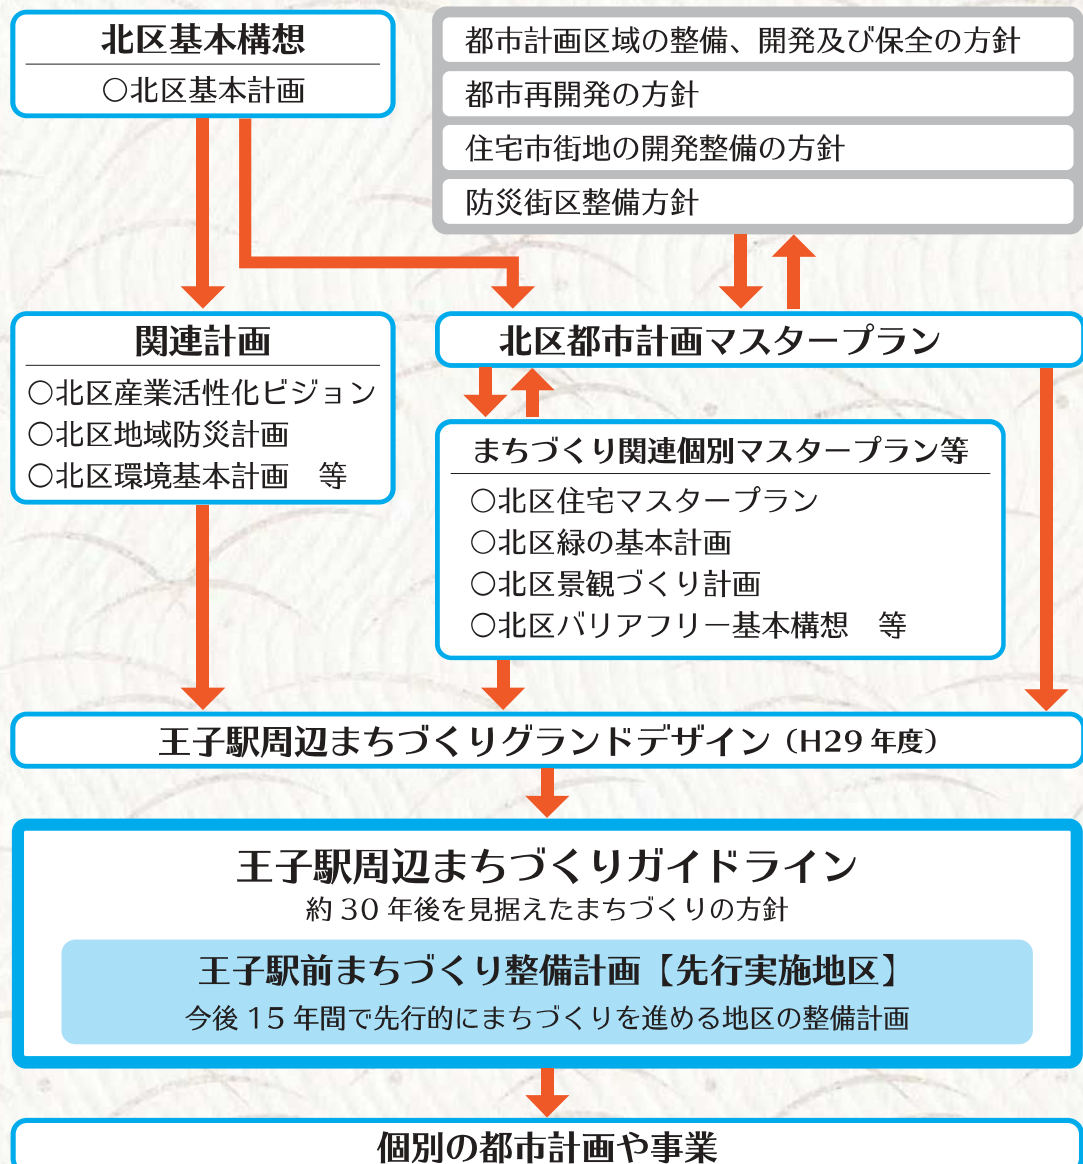 北区基本構想
○北区基本計画
都市計画区域の整備、開発及び保全の方針
都市再開発の方針
住宅市街地の開発整備の方針
防災街区整備方針
関連計画
○北区産業活性化ビジョン
○北区地域防災計画
○北区環境基本計画　等
北区都市計画マスタープラン
まちづくり関連個別マスタープラン等
○北区住宅マスタープラン
○北区緑の基本計画
○北区景観づくり計画
○北区バリアフリー基本構想　等
王子駅周辺まちづくりグランドデザイン（H29 年度）
王子駅周辺まちづくりガイドライン
約 30 年後を見据えたまちづくりの方針
王子駅前まちづくり整備計画【先行実施地区】
今後 15 年間で先行的にまちづくりを進める地区の整備計画
個別の都市計画や事業